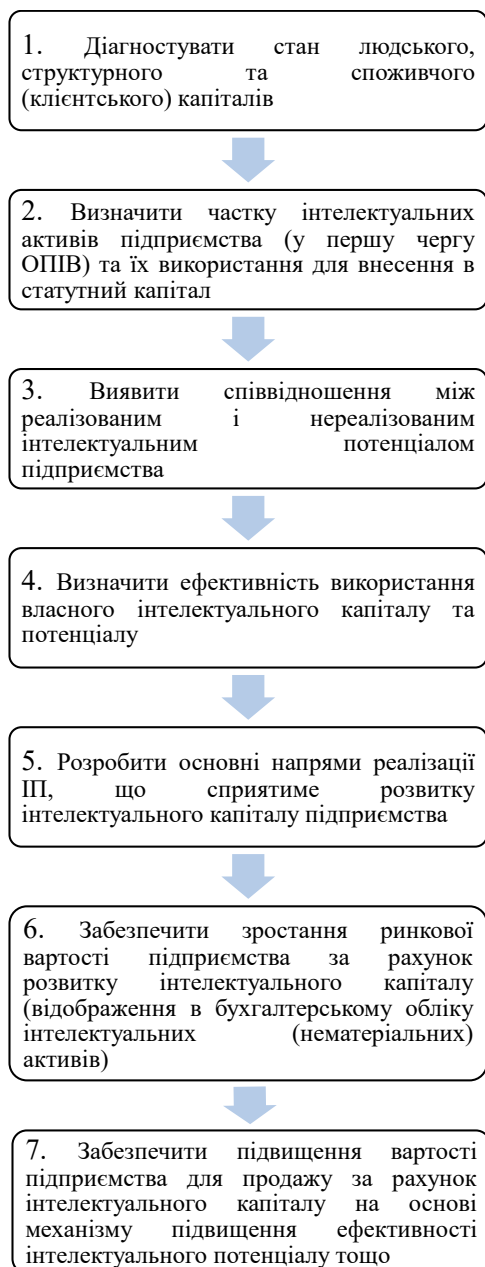 1. Діагностувати стан людського,
структурного та споживчого
(клієнтського) капіталів
2. Визначити частку інтелектуальних
активів підприємства (у першу чергу
ОПІВ) та їх використання для внесення в
статутний капітал
3. Виявити співвідношення між
реалізованим і нереалізованим
інтелектуальним потенціалом
підприємства
4. Визначити ефективність використання
власного інтелектуального капіталу та
потенціалу
5. Розробити основні напрями реалізації
ІП, що сприятиме розвитку
інтелектуального капіталу підприємства
6. Забезпечити зростання ринкової
вартості підприємства за рахунок
розвитку інтелектуального капіталу
(відображення в бухгалтерському обліку
інтелектуальних (нематеріальних)
активів)
7. Забезпечити підвищення вартості
підприємства для продажу за рахунок
інтелектуального капіталу на основі
механізму підвищення ефективності
інтелектуального потенціалу тощо